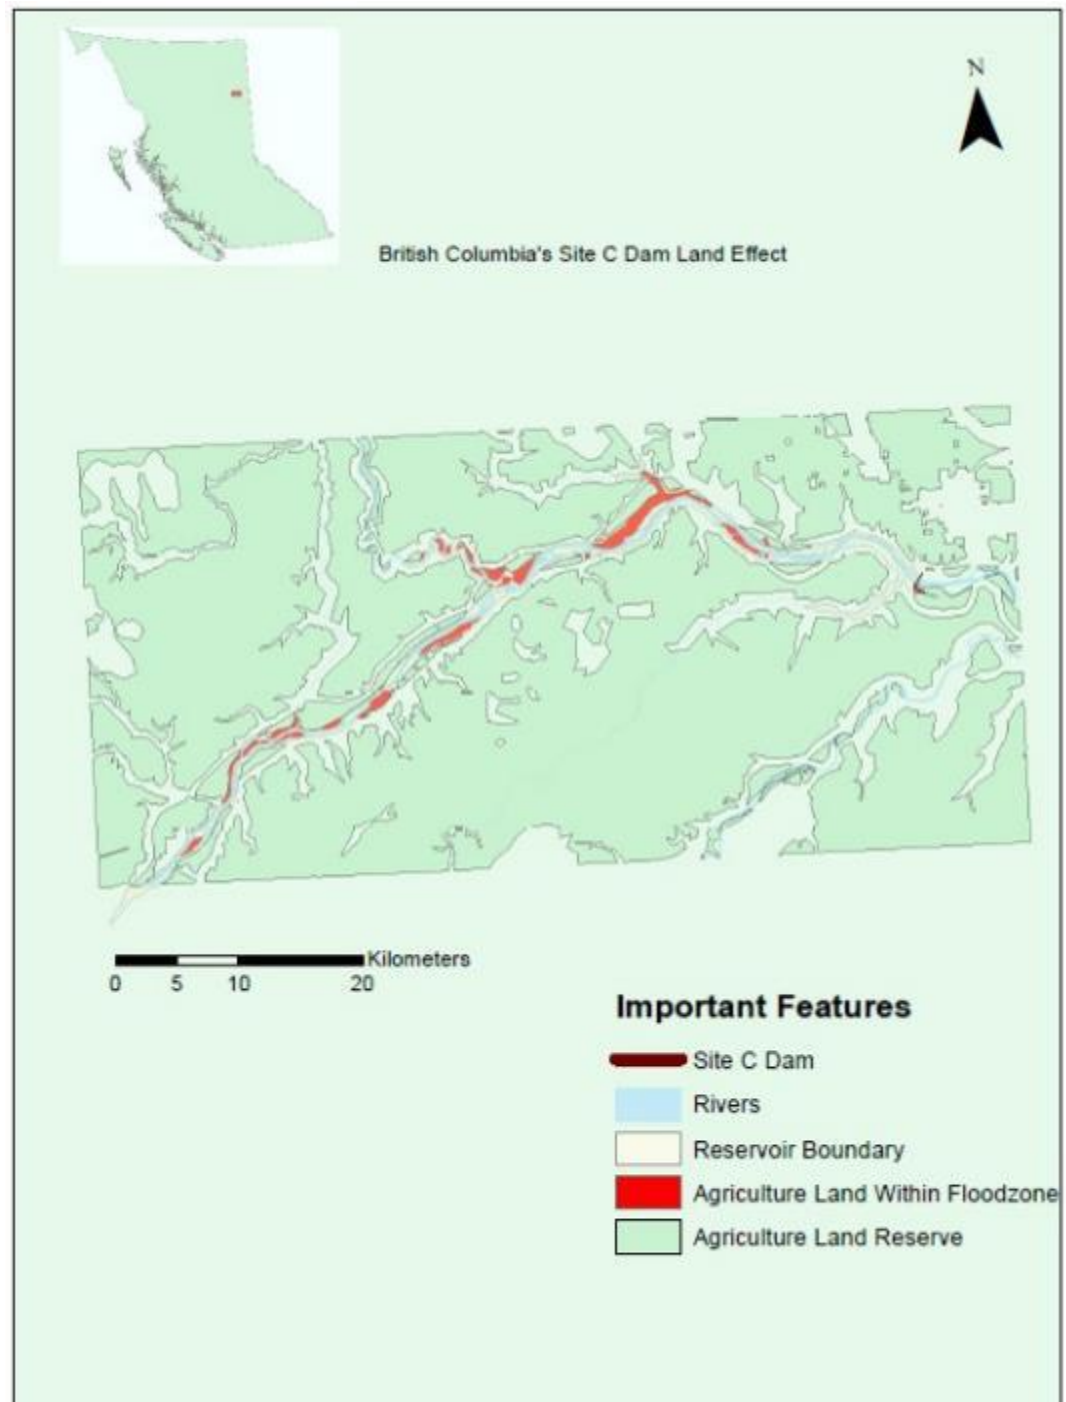 N
British Columbia's Site C Dam Land Effect
Kilometers
0 5 10 20
Important Features
Site C Dam
Rivers
Reservoir Boundary
Agriculture Land Within Floodzone
Agriculture Land Reserve